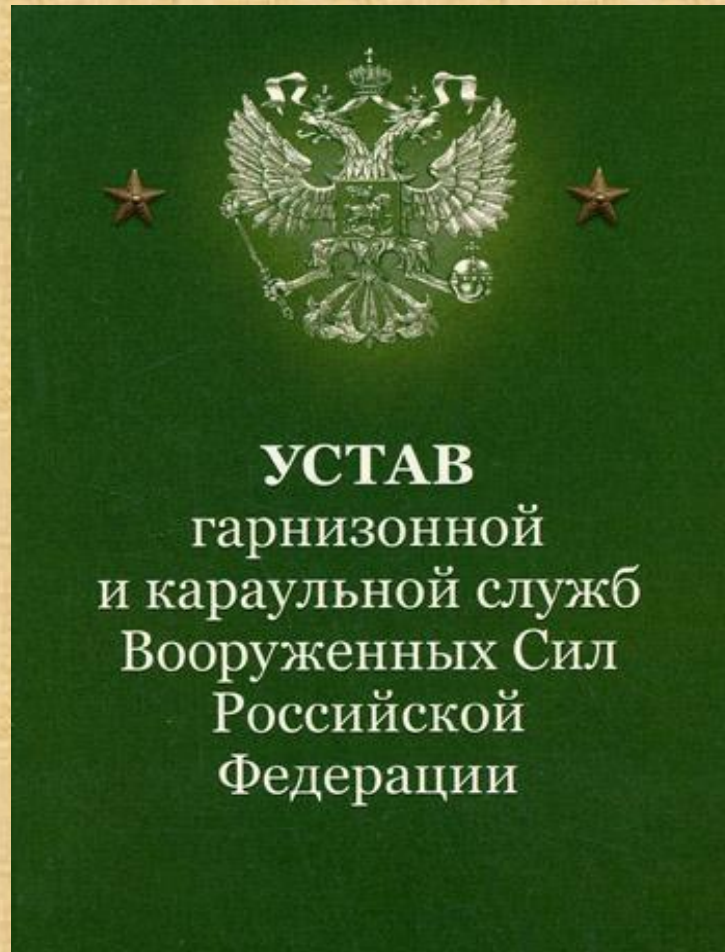 УСТАВ
гарнизонной
и караульной служб
Вооруженных Сил
Российской
Федерации